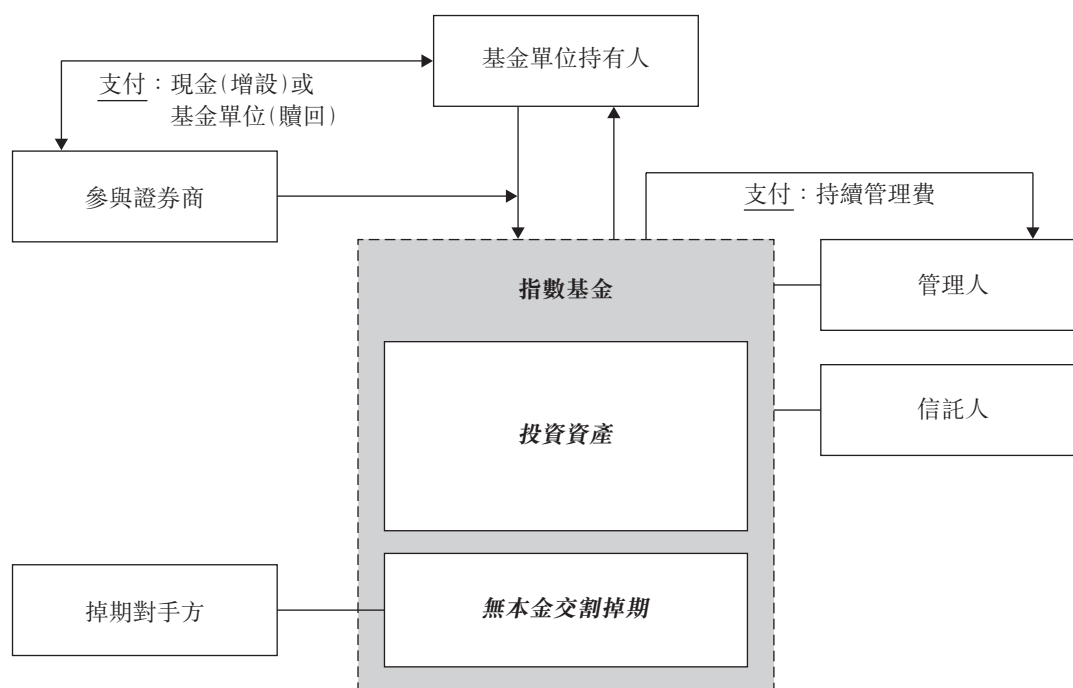 基金單位持有人
支付：現金(增設)或
基金單位(贖回)
參與證券商
支付：持續管理費
指數基金
管理人
投資資產
信託人
掉期對手方
無本金交割掉期